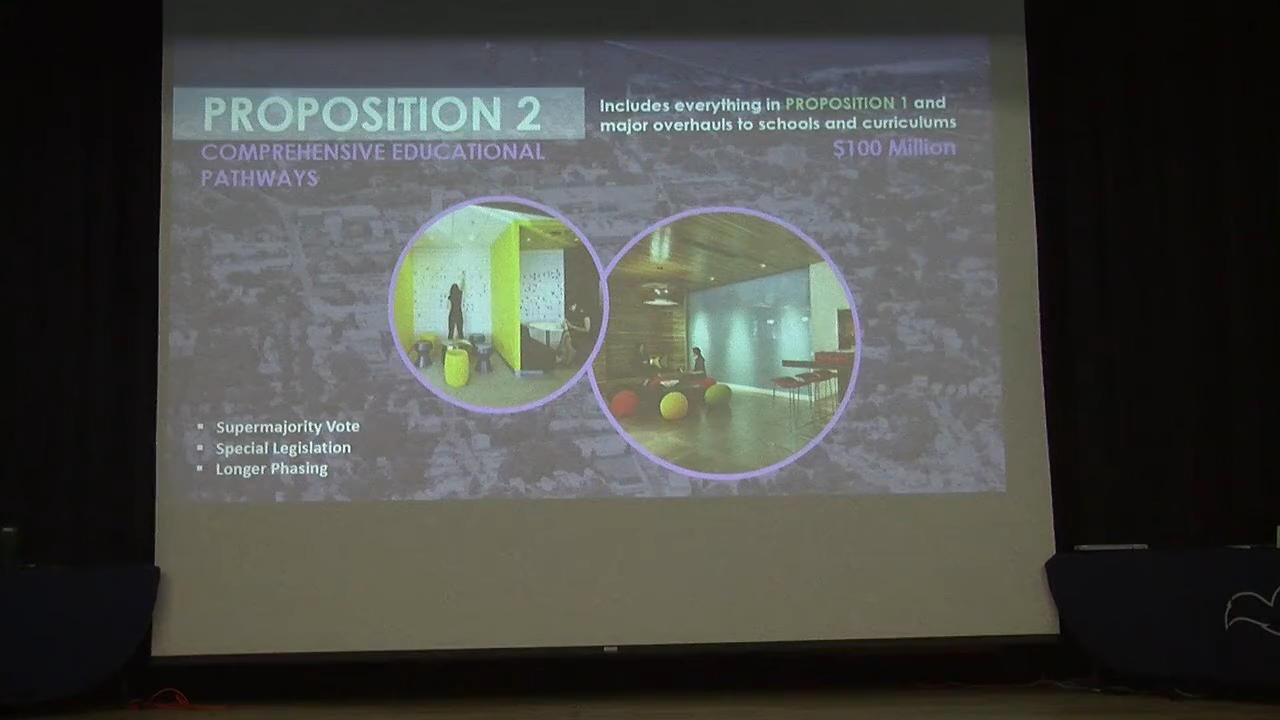 PROPOSITION 2
COMPREHENSIVE EDUCATIONAL
PATHWAYS
Includes everything in PROPOSITION 1 and
major overhauls to schools and curriculums
$100 Million
▪ Supermajority Vote
▪ Special Legislation
▪ Longer Phasing